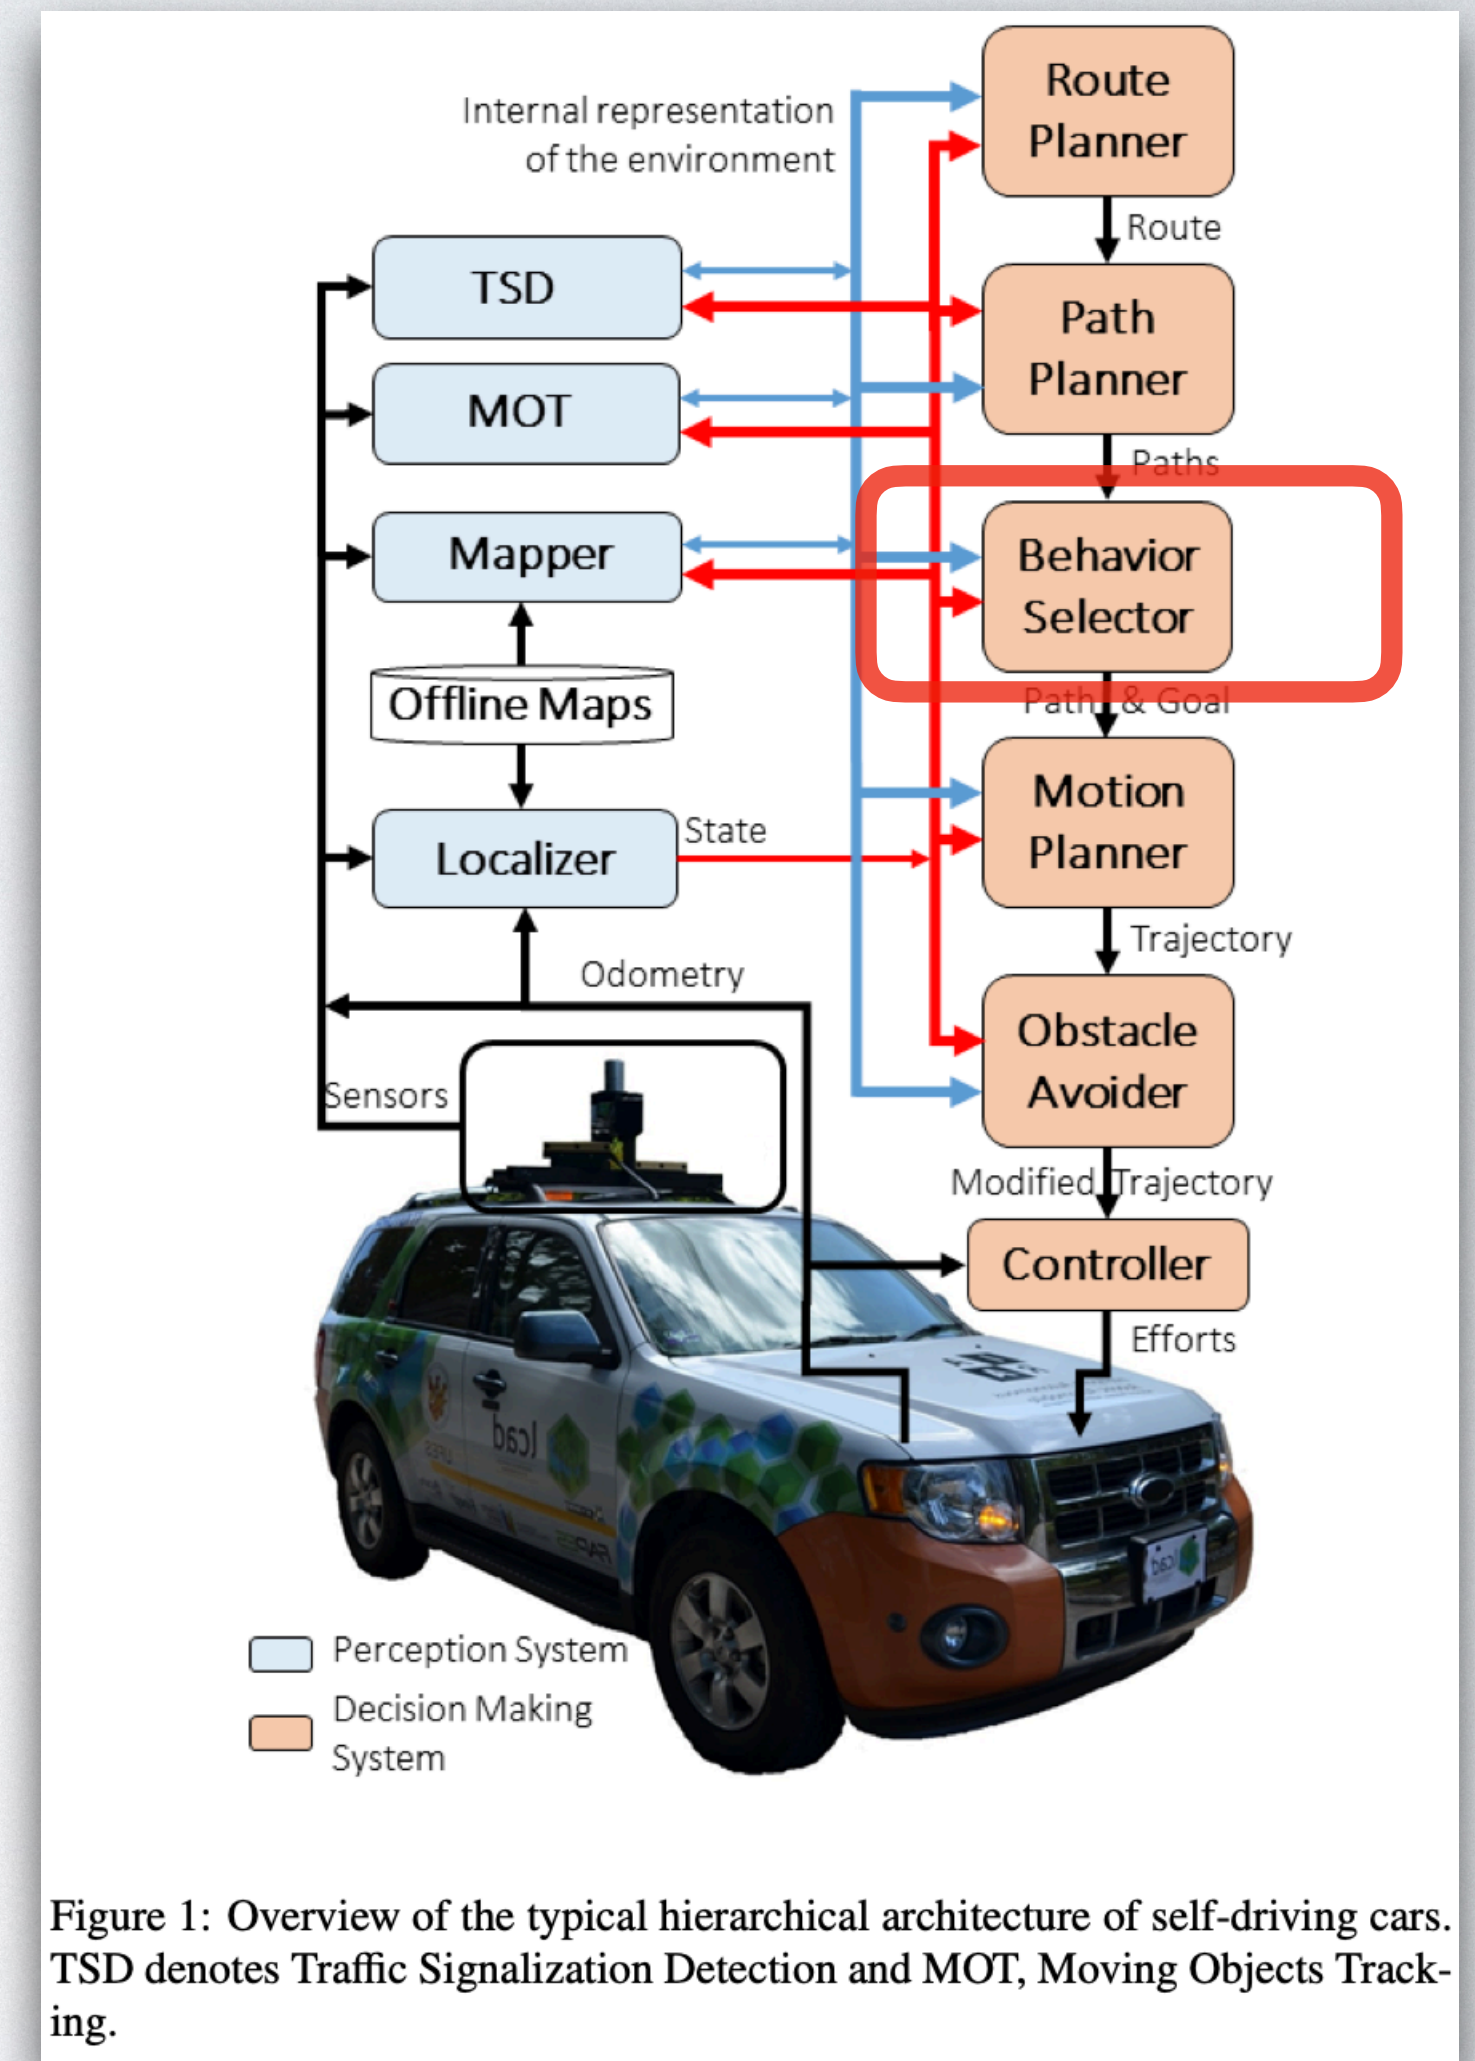 Internal representation
of the environment
Route
Planner
Route
TSD
Path
Planner
MOT
Paths
Mapper
Behavior
Selector
Offline Maps
Path & Goal
Motion
Planner
State
Localizer
Trajectory
Odometry
Obstacle
Avoider
Sensors
Modified Trajectory
Controller
Efforts
lcad
lcad
Perception System
Decision Making
System
Figure 1: Overview of the typical hierarchical architecture of self-driving cars.
TSD denotes Traffic Signalization Detection and MOT, Moving Objects Track-
ing.